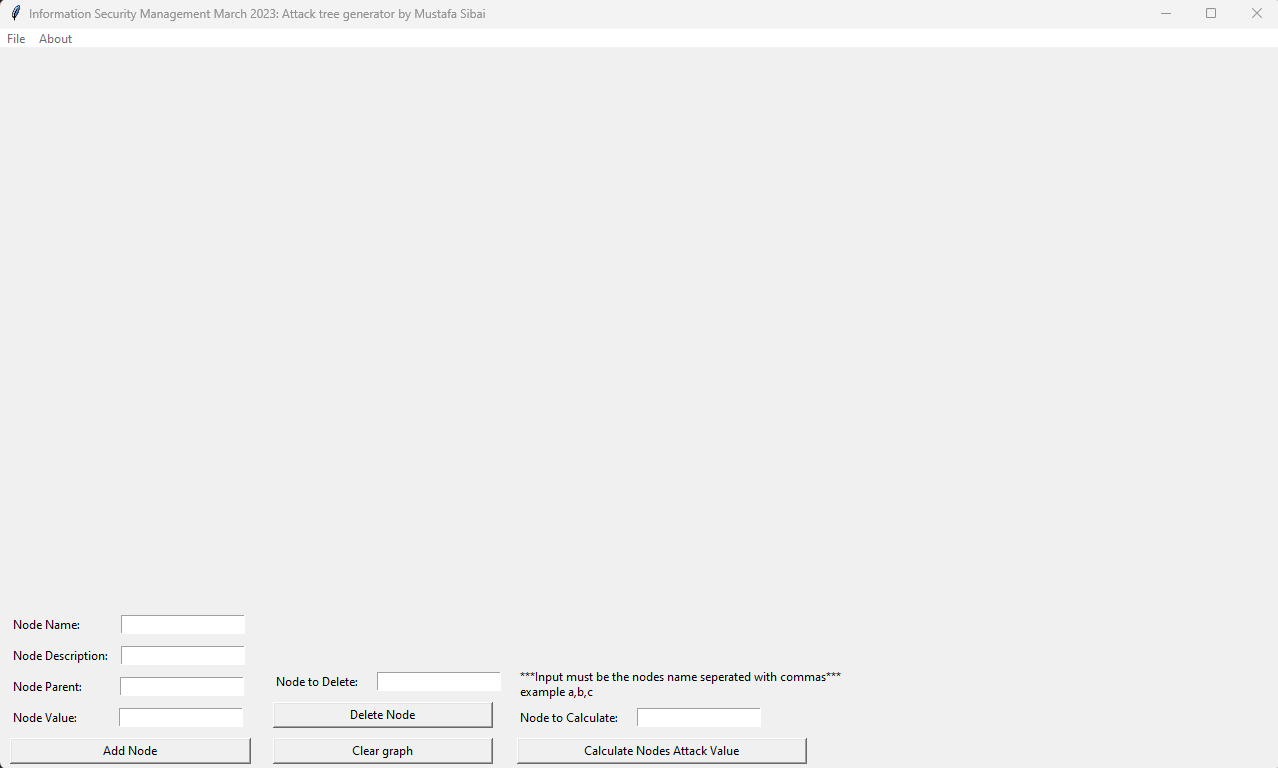 Information Security Management March 2023: Attack tree generator by Mustafa Sibai
File About
Node Name:
Node Description:
Node Parent:
Node Value:
Add Node
Node to Delete:
Delete Node
Clear graph
***Input must be the nodes name seperated with commas***
example a,b,c
Node to Calculate:
Calculate Nodes Attack Value